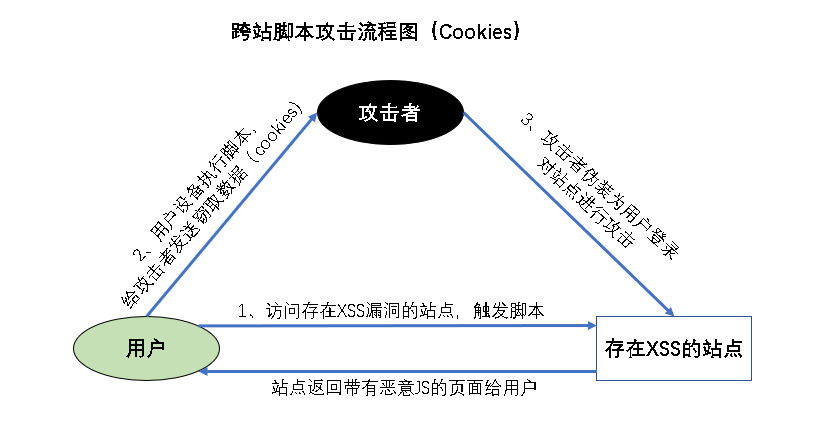 跨站脚本攻击流程图（Cookies）
攻击者
2、用户设备执行脚本，
给攻击者发送窃取数据（cookies）
3、攻击者伪装为用户登录
对站点进行攻击
1、访问存在XSS漏洞的站点，触发脚本
用户
存在XSS的站点
站点返回带有恶意JS的页面给用户